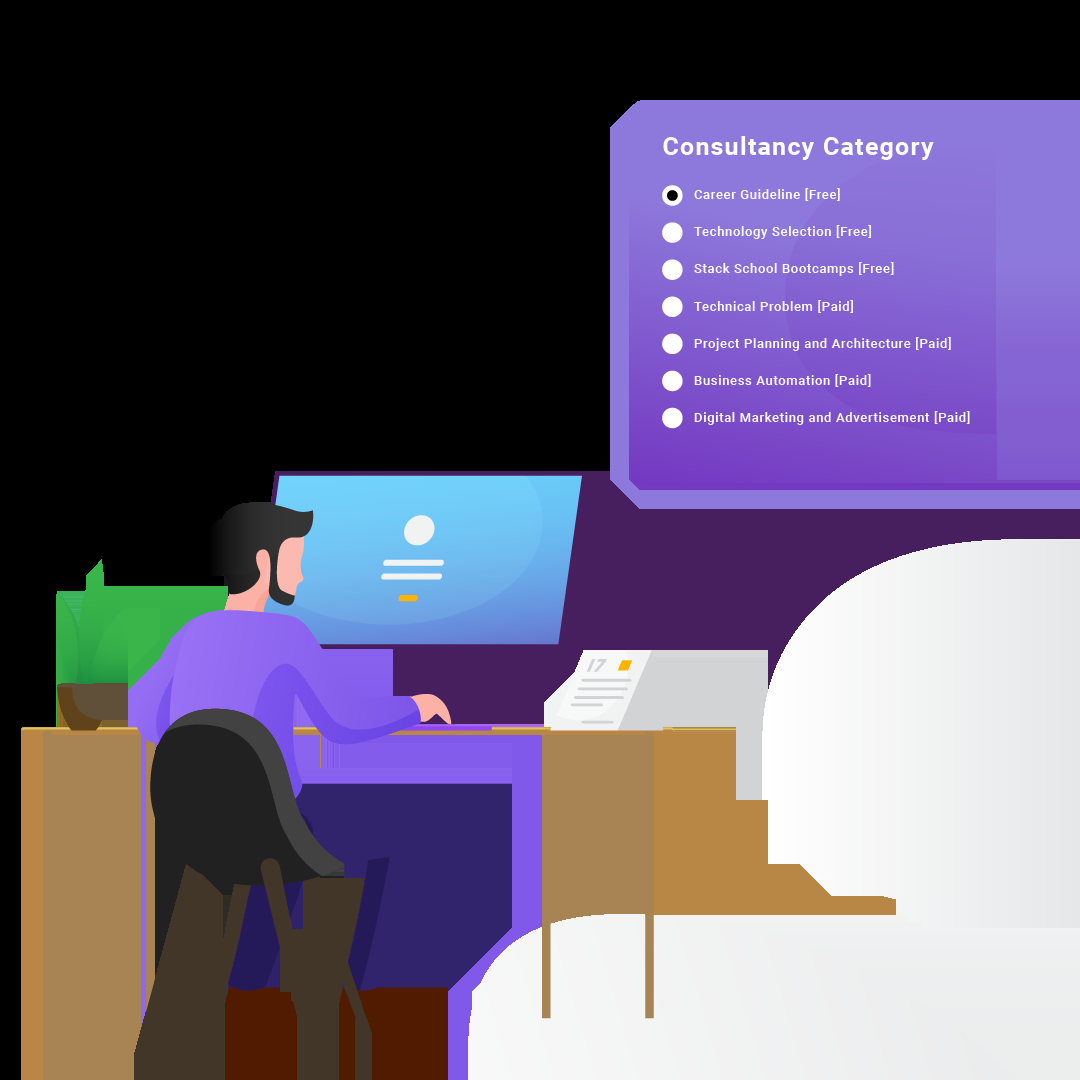 Consultancy Category
Career Guideline [Free]
Technology Selection [Free]
Stack School Bootcamps [Free]
Technical Problem [Paid]
Project Planning and Architecture [Paid]
Business Automation [Paid]
Digital Marketing and Advertisement [Paid]
17